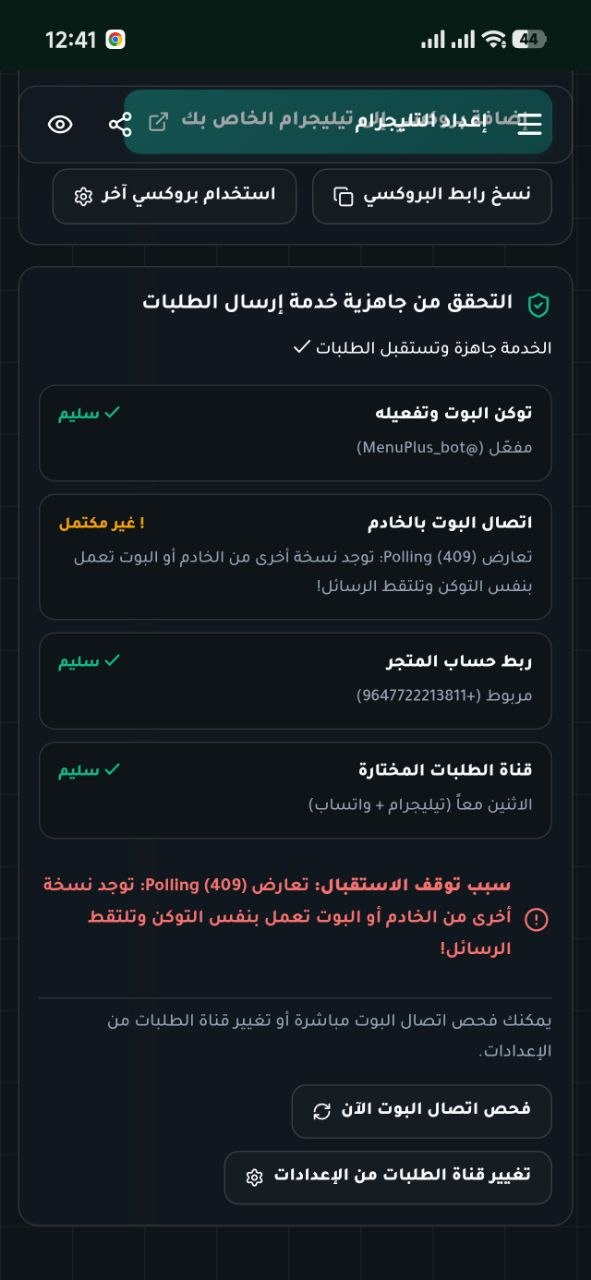 12:41
44
إضافة بروكسي إلى تيليجرام الخاص بك
إعداد التليجرام
نسخ رابط البروكسي
استخدام بروكسي آخر
التحقق من جاهزية خدمة إرسال الطلبات
الخدمة جاهزة وتستقبل الطلبات ✓
توكن البوت وتفعيله
✓ سليم
مفعّل (@MenuPlus_bot)
اتصال البوت بالخادم
! غير مكتمل
تعارض Polling (409): توجد نسخة أخرى من الخادم أو البوت تعمل
بنفس التوكن وتلتقط الرسائل!
ربط حساب المتجر
✓ سليم
مربوط (+9647722213811)
قناة الطلبات المختارة
✓ سليم
الاثنين معاً (تيليجرام + واتساب)
سبب توقف الاستقبال: تعارض Polling (409): توجد نسخة
أخرى من الخادم أو البوت تعمل بنفس التوكن وتلتقط
الرسائل!
يمكنك فحص اتصال البوت مباشرة أو تغيير قناة الطلبات من
الإعدادات.
فحص اتصال البوت الآن
تغيير قناة الطلبات من الإعدادات